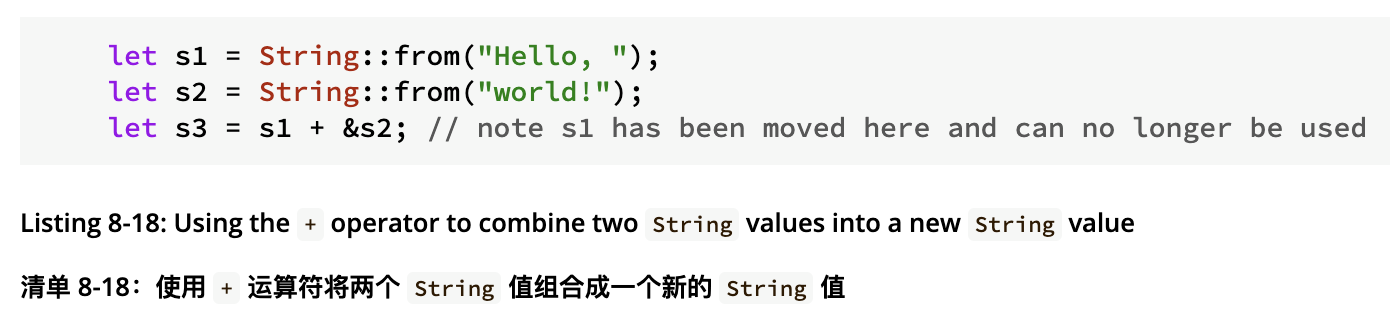 let s1 = String::from("Hello, ");
let s2 = String::from("world!");
let s3 = s1 + &s2; // note s1 has been moved here and can no longer be used
Listing 8-18: Using the + operator to combine two String values into a new String value
清单 8-18：使用 + 运算符将两个 String 值组合成一个新的 String 值